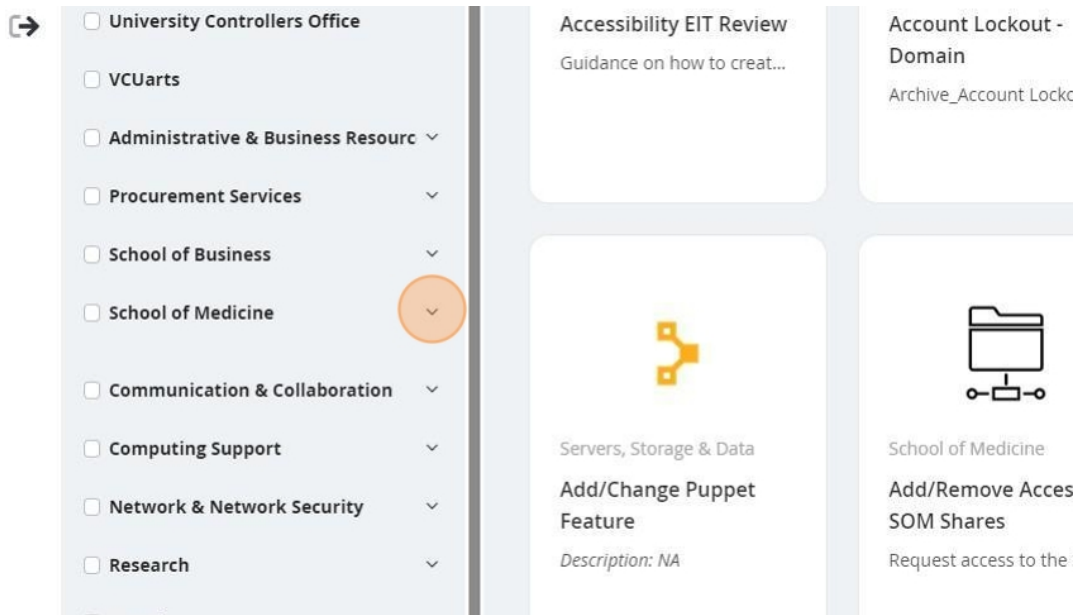 University Controllers Office
VCUarts
Administrative & Business Resourc
Procurement Services
School of Business
School of Medicine
Communication & Collaboration
Computing Support
Network & Network Security
Research
Accessibility EIT Review
Guidance on how to creat...
Account Lockout -
Domain
Archive_Account Locko
Servers, Storage & Data
Add/Change Puppet
Feature
Description: NA
School of Medicine
Add/Remove Acces
SOM Shares
Request access to the